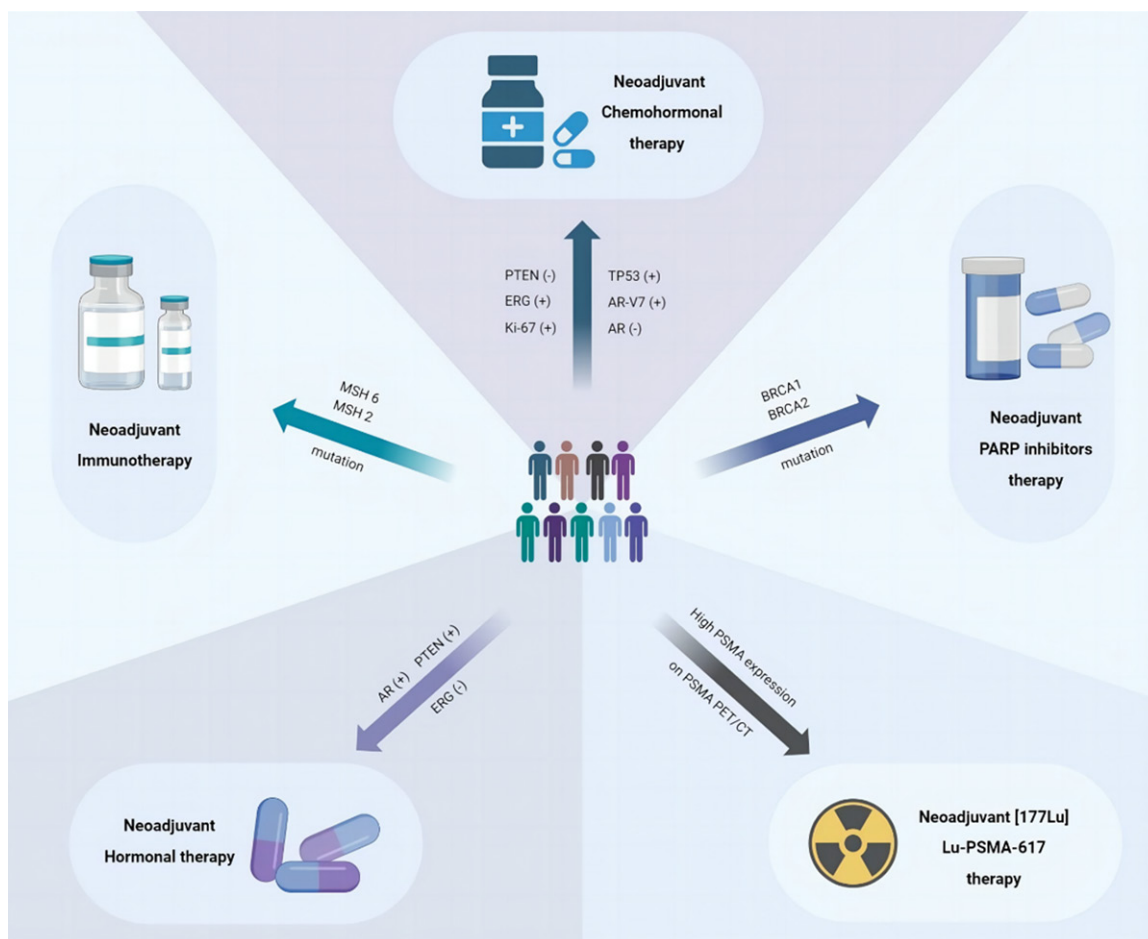 Neoadjuvant
Chemohormonal
therapy
PTEN (-)
ERG (+)
Ki-67 (+)
TP53 (+)
AR-V7 (+)
AR (-)
Neoadjuvant
Immunotherapy
MSH 6
MSH 2
mutation
BRCA1
BRCA2
mutation
Neoadjuvant
PARP inhibitors
therapy
AR (+) PTEN (+)
ERG (-)
Neoadjuvant
Hormonal therapy
High PSMA expression
on PSMA PET/CT
Neoadjuvant [177Lu]
Lu-PSMA-617
therapy